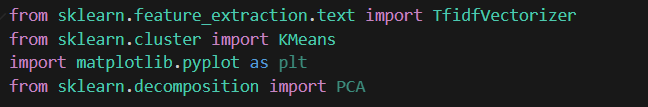 from sklearn.feature_extraction.text import TfidfVectorizer
from sklearn.cluster import KMeans
import matplotlib.pyplot as plt
from sklearn.decomposition import PCA